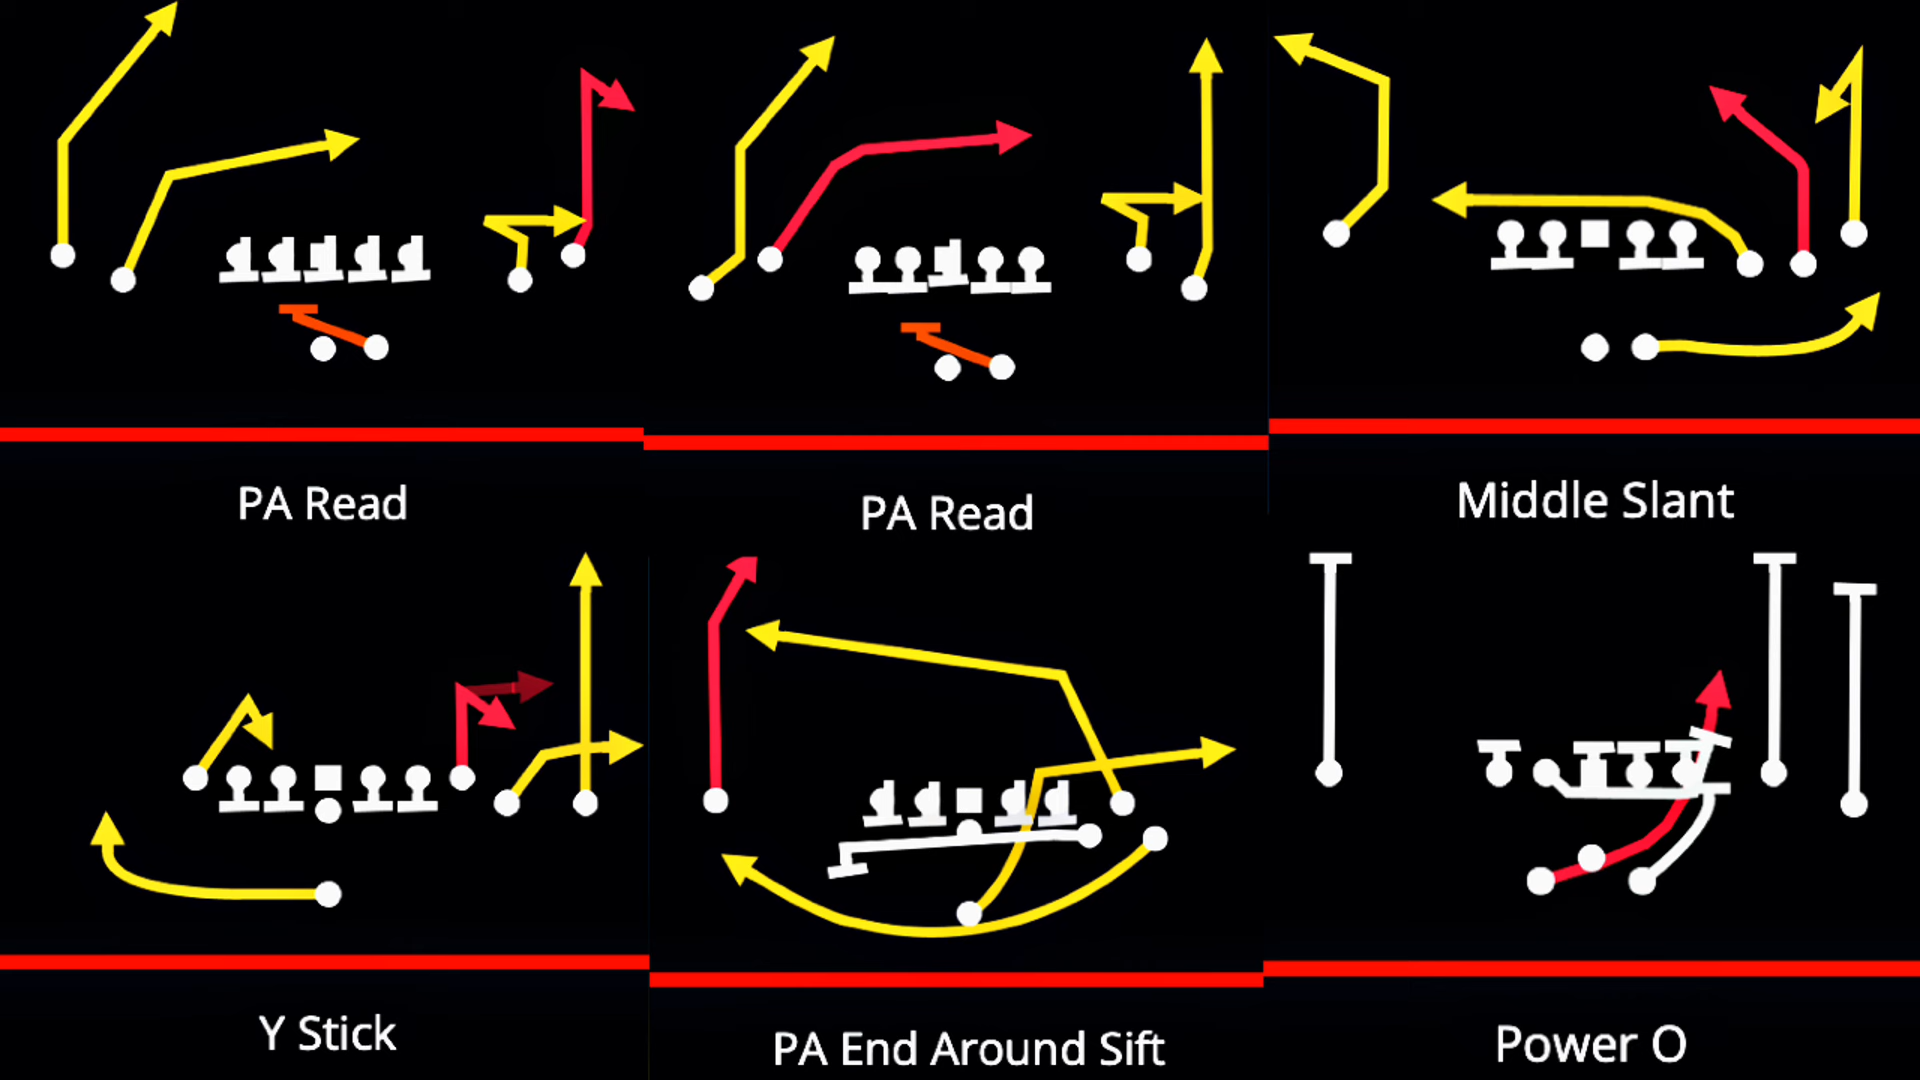 PA Read
PA Read
Middle Slant
Y Stick
PA End Around Sift
Power O